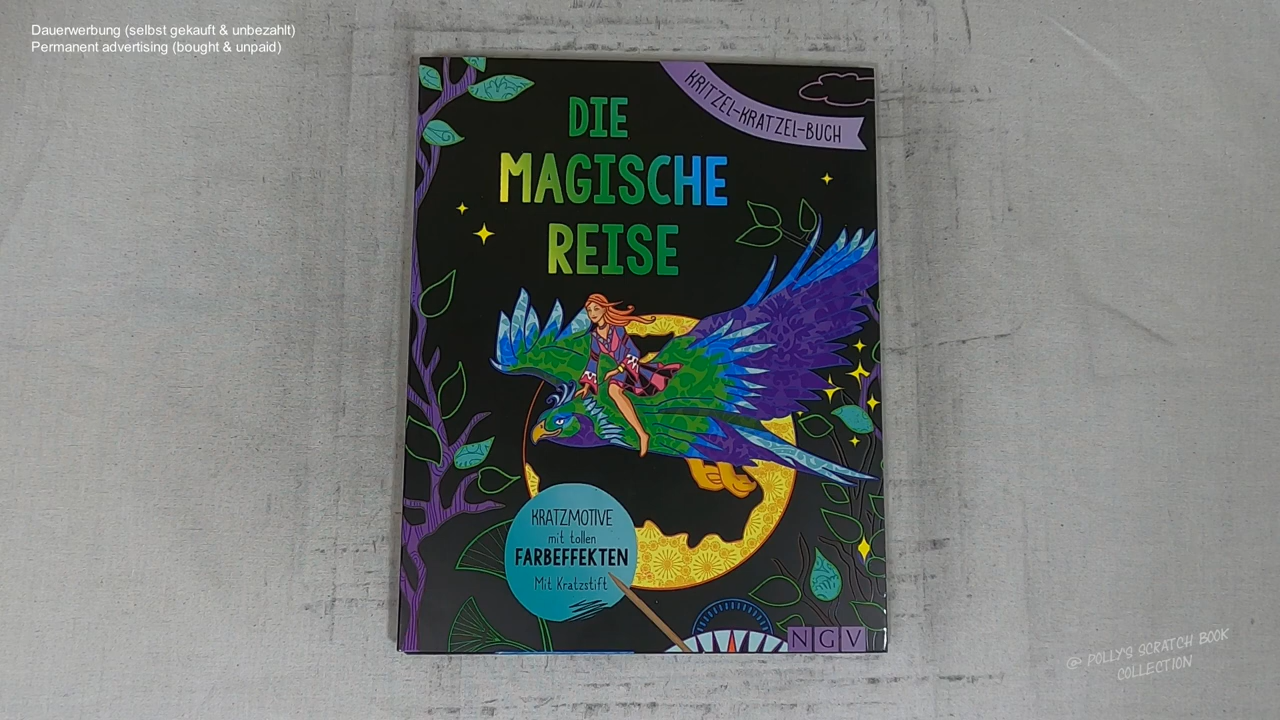 Dauerwerbung (selbst gekauft & unbezahlt)
Permanent advertising (bought & unpaid)
KRITZEL-KRATZEL-BUCH
DIE
MAGISCHE
REISE
KRATZMOTIVE
mit tollen
FARBEFFEKTEN
Mit Kratzstift
NGV
@ POLLY'S SCRATCH BOOK
COLLECTION